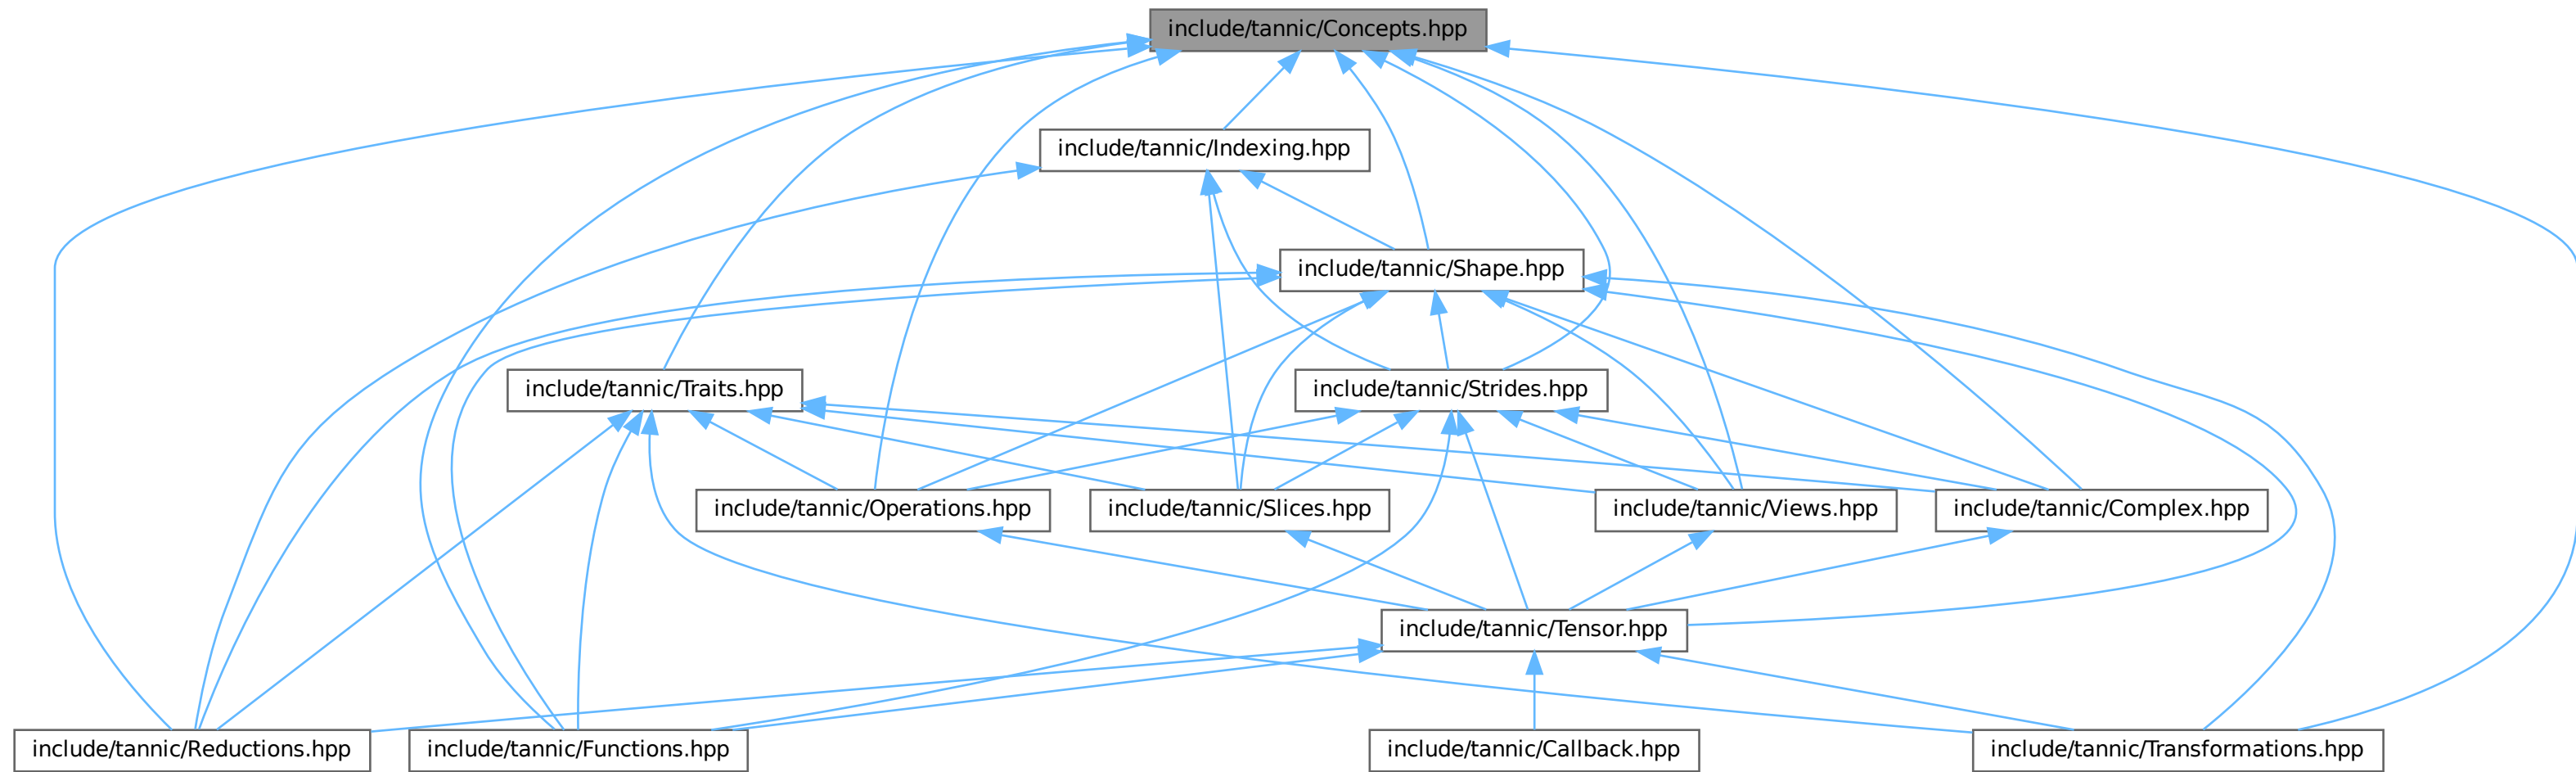 include/tannic/Concepts.hpp
include/tannic/Indexing.hpp
include/tannic/Shape.hpp
include/tannic/Traits.hpp
include/tannic/Strides.hpp
include/tannic/Operations.hpp
include/tannic/Slices.hpp
include/tannic/Views.hpp
include/tannic/Complex.hpp
include/tannic/Tensor.hpp
include/tannic/Reductions.hpp
include/tannic/Functions.hpp
include/tannic/Callback.hpp
include/tannic/Transformations.hpp